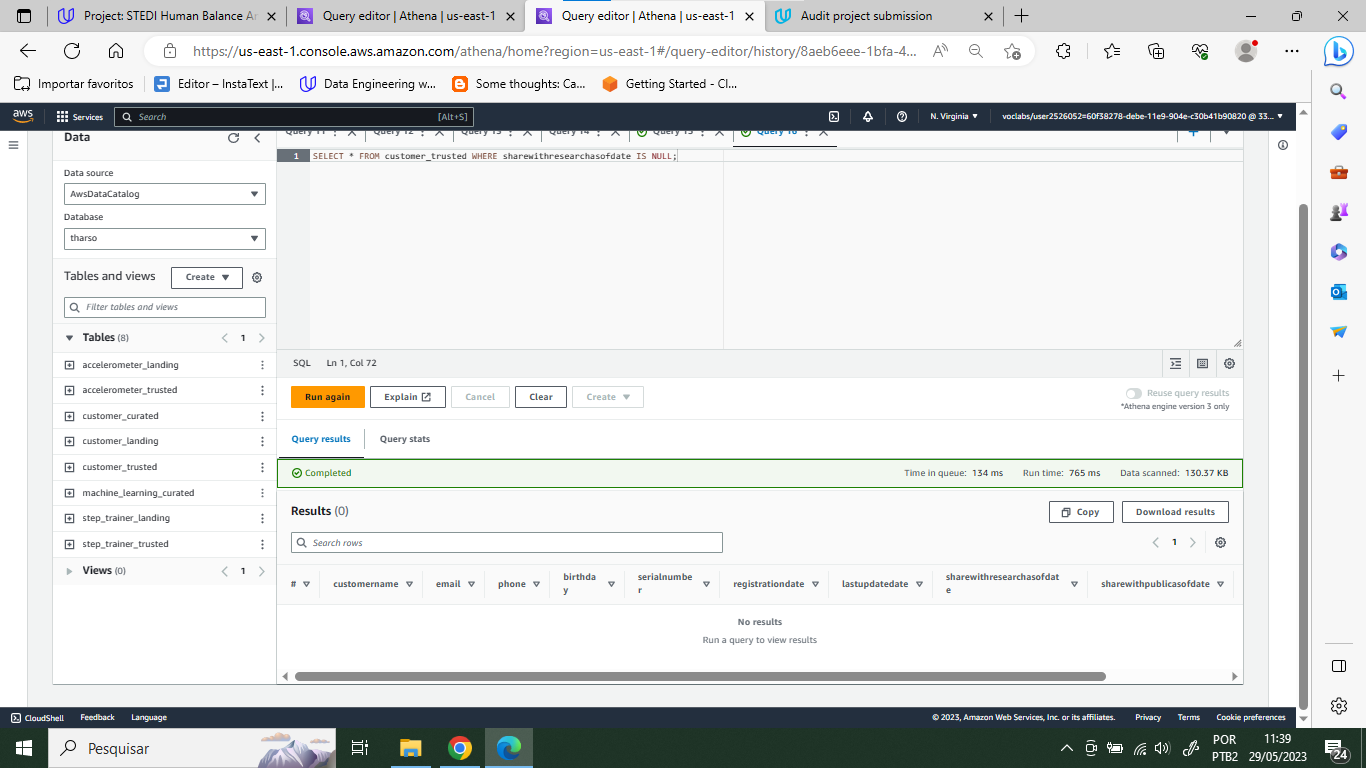 Project: STEDI Human Balance An
Query editor | Athena | us-east-1
Query editor | Athena | us-east-1
Audit project submission
https://us-east-1.console.aws.amazon.com/athena/home?region=us-east-1#/query-editor/history/8aeb6eee-1bfa-4...
Importar favoritos
Editor – InstaText |...
Data Engineering w...
Some thoughts: Ca...
Getting Started - Cl...
aws
Services
Search
[Alt+S]
N. Virginia
voclabs/user2526052=60f38278-debe-11e9-904e-c30b41b90820 @ 33...
Data
Query 11
Query 12
Query 13
Query 14
Query 15
Query 16
1 SELECT * FROM customer_trusted WHERE sharewithresearchasofdate IS NULL;
Data source
AwsDataCatalog
Database
tharso
Tables and views
Create
Filter tables and views
Tables (8)
1
accelerometer_landing
accelerometer_trusted
customer_curated
customer_landing
customer_trusted
machine_learning_curated
step_trainer_landing
step_trainer_trusted
Views (0)
1
SQL
Ln 1, Col 72
Run again
Explain
Cancel
Clear
Create
Reuse query results
*Athena engine version 3 only
Query results
Query stats
Completed
Time in queue: 134 ms
Run time: 765 ms
Data scanned: 130.37 KB
Results (0)
Copy
Download results
Search rows
1
#
customername
email
phone
birthda
y
serialnumbe
r
registrationdate
lastupdatedate
sharewithresearchasofdat
e
sharewithpublicasofdate
No results
Run a query to view results
CloudShell
Feedback
Language
© 2023, Amazon Web Services, Inc. or its affiliates.
Privacy
Terms
Cookie preferences
Pesquisar
POR
PTB2
11:39
29/05/2023
24